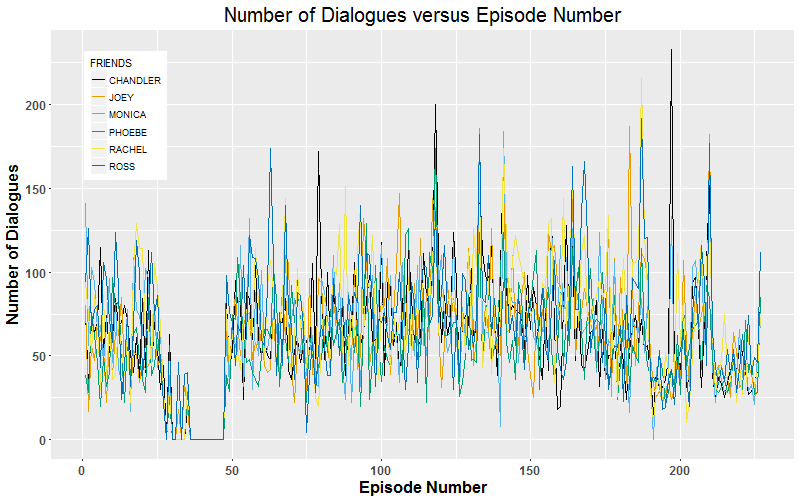 Number of Dialogues versus Episode Number
FRIENDS
CHANDLER
JOEY
MONICA
PHOEBE
RACHEL
ROSS
Number of Dialogues
200
150
100
50
0
0 50 100 150 200
Episode Number